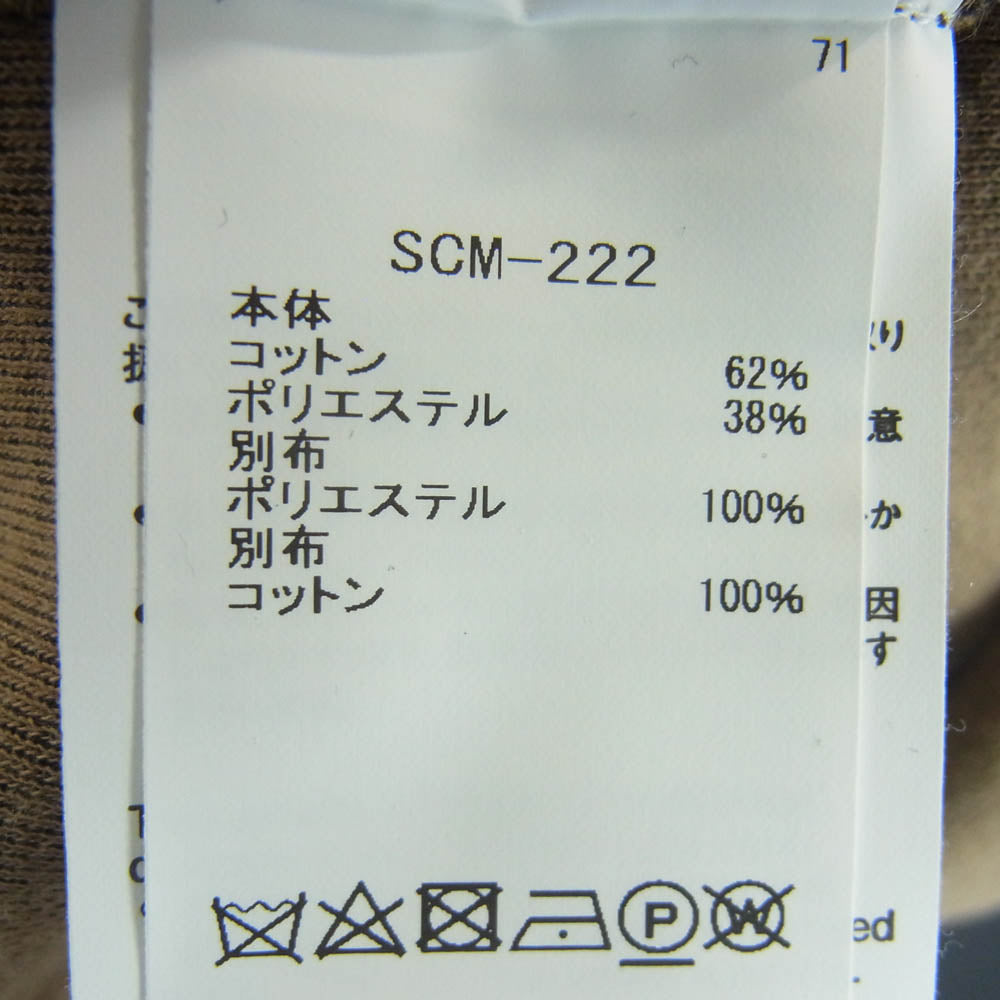 71
SCM-222
本体
コットン 62%
ポリエステル 38%
別布
ポリエステル 100%
別布
コットン 100%
P
W
り
意
か
因
す
ed